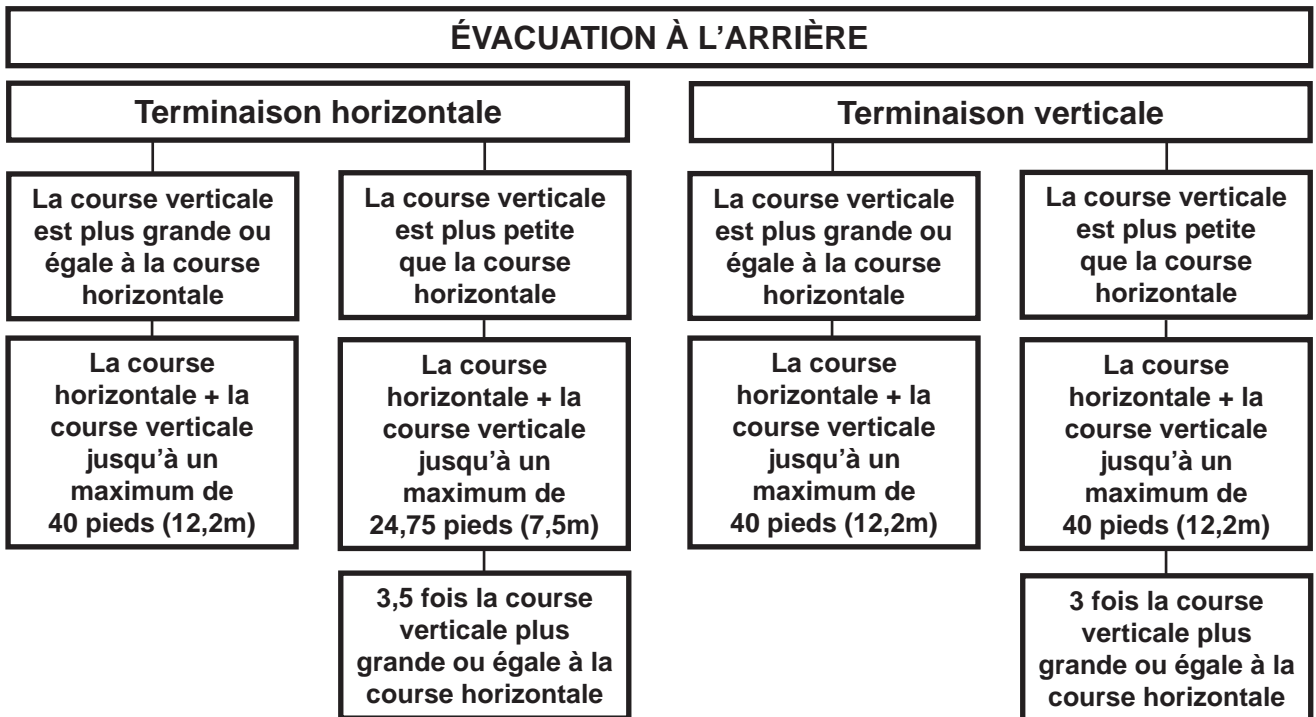 ÉVACUATION À L'ARRIÈRE
Terminaison horizontale
La course verticale
est plus grande ou
égale à la course
horizontale
La course
horizontale + la
course verticale
jusqu'à un
maximum de
40 pieds (12,2m)
La course verticale
est plus petite
que la course
horizontale
La course
horizontale + la
course verticale
jusqu'à un
maximum de
24,75 pieds (7,5m)
3,5 fois la course
verticale plus
grande ou égale à la
course horizontale
Terminaison verticale
La course verticale
est plus grande ou
égale à la course
horizontale
La course
horizontale + la
course verticale
jusqu'à un
maximum de
40 pieds (12,2m)
La course verticale
est plus petite
que la course
horizontale
La course
horizontale + la
course verticale
jusqu'à un
maximum de
40 pieds (12,2m)
3 fois la course
verticale plus
grande ou égale à la
course horizontale